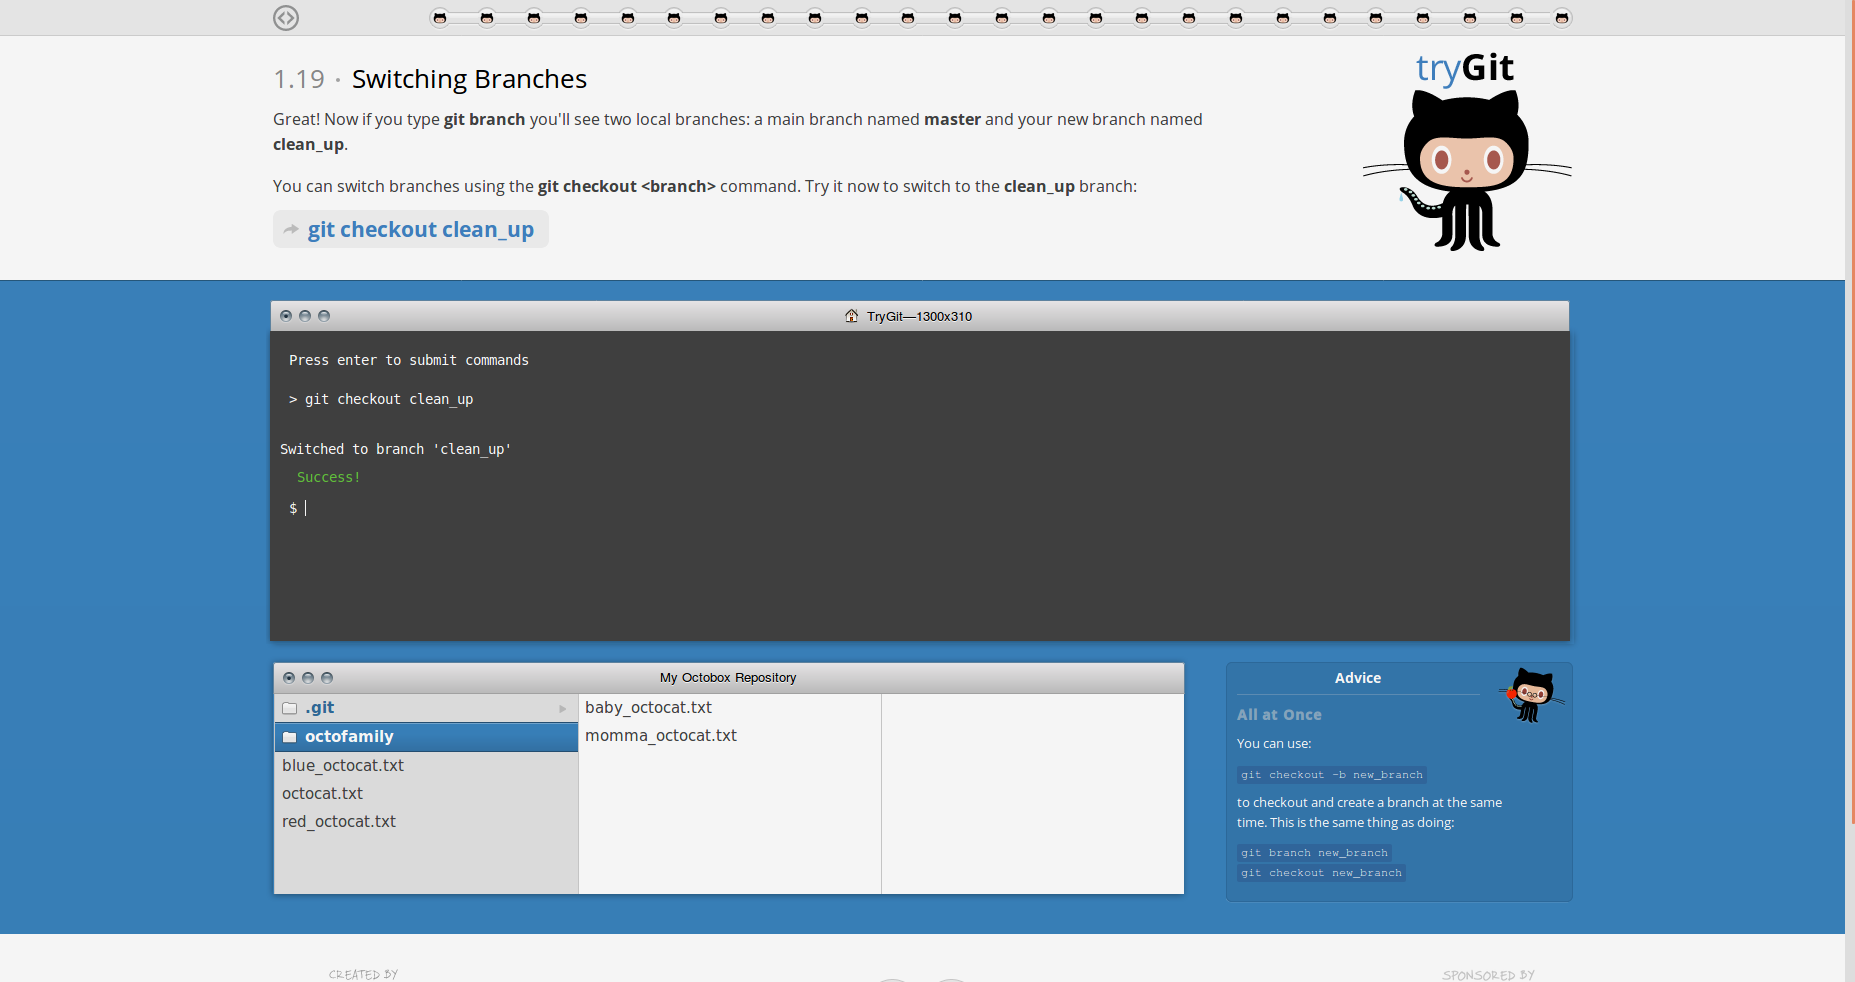 1.19 · Switching Branches
tryGit
Great! Now if you type git branch you'll see two local branches: a main branch named master and your new branch named
clean_up.
You can switch branches using the git checkout <branch> command. Try it now to switch to the clean_up branch:
git checkout clean_up
TryGit—1300x310
Press enter to submit commands
> git checkout clean_up
Switched to branch 'clean_up'
Success!
$
My Octobox Repository
.git
octofamily
blue_octocat.txt
octocat.txt
red_octocat.txt
baby_octocat.txt
momma_octocat.txt
Advice
All at Once
You can use:
git checkout -b new_branch
to checkout and create a branch at the same
time. This is the same thing as doing:
git branch new_branch
git checkout new_branch
CREATED BY
SPONSORED BY